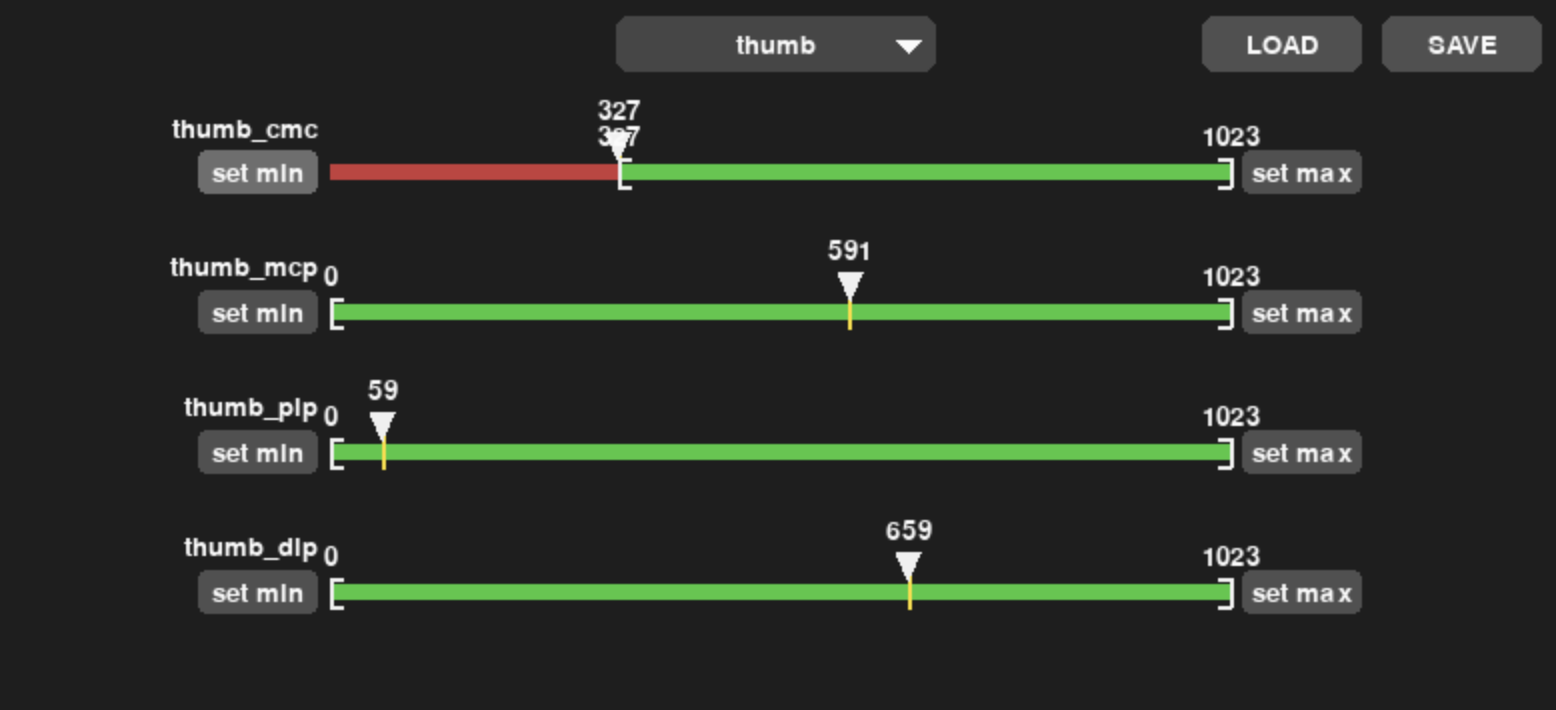 thumb
LOAD
SAVE
327
thumb_cmc
327
1023
set min
set max
591
thumb_mcp
0
1023
set min
set max
59
thumb_pip
0
1023
set min
set max
659
thumb_dip
0
1023
set min
set max